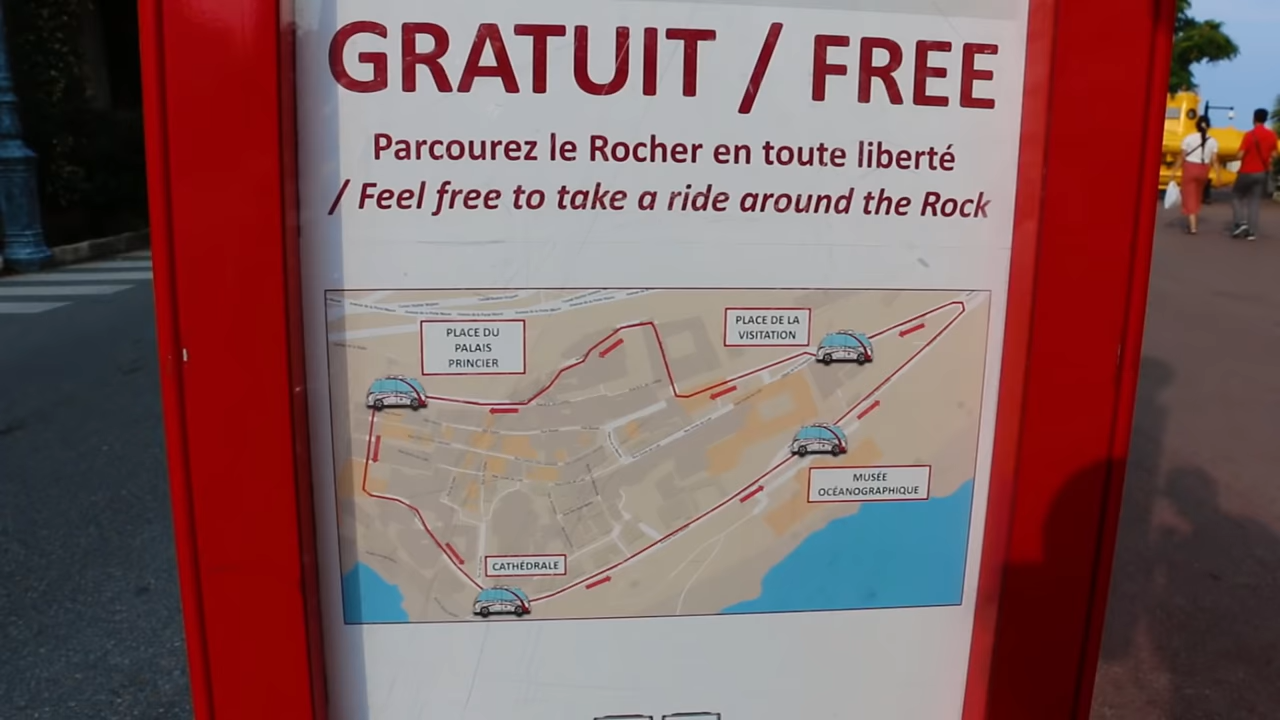 GRATUIT / FREE
Parcourez le Rocher en toute liberté
/ Feel free to take a ride around the Rock
PLACE DU
PALAIS
PRINCIER
PLACE DE LA
VISITATION
MUSÉE
OCÉANOGRAPHIQUE
CATHÉDRALE